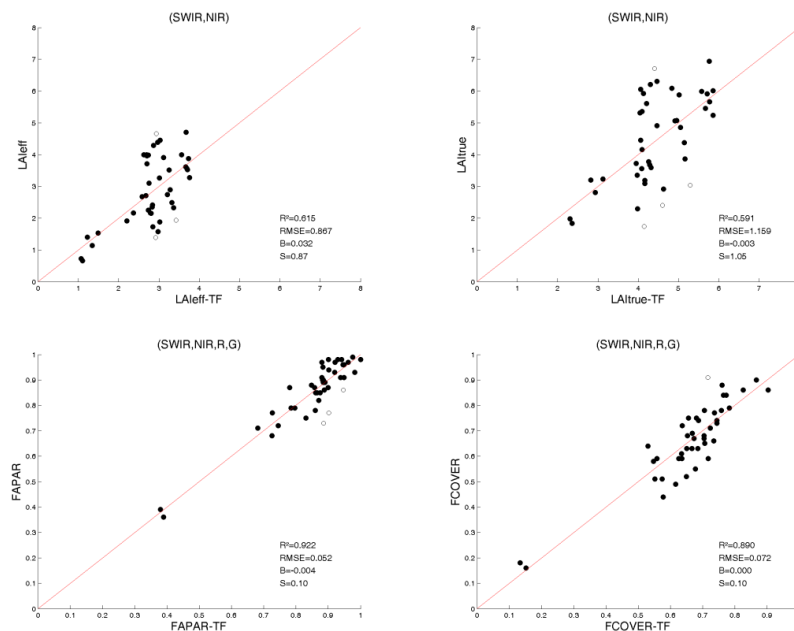 (SWIR,NIR)
8
7
6
5
4
3
2
1
0
LAIeff
R²=0.615
RMSE=0.867
B=0.032
S=0.87
0 1 2 3 4 5 6 7 8
LAIeff-TF
(SWIR,NIR)
8
7
6
5
4
3
2
1
0
LAItrue
R²=0.591
RMSE=1.159
B=-0.003
S=1.05
0 1 2 3 4 5 6 7
LAItrue-TF
(SWIR,NIR,R,G)
1
0.9
0.8
0.7
0.6
0.5
0.4
0.3
0.2
0.1
0
FAPAR
R²=0.922
RMSE=0.052
B=-0.004
S=0.10
0 0.1 0.2 0.3 0.4 0.5 0.6 0.7 0.8 0.9 1
FAPAR-TF
(SWIR,NIR,R,G)
1
0.9
0.8
0.7
0.6
0.5
0.4
0.3
0.2
0.1
0
FCOVER
R²=0.890
RMSE=0.072
B=0.000
S=0.10
0 0.1 0.2 0.3 0.4 0.5 0.6 0.7 0.8 0.9
FCOVER-TF